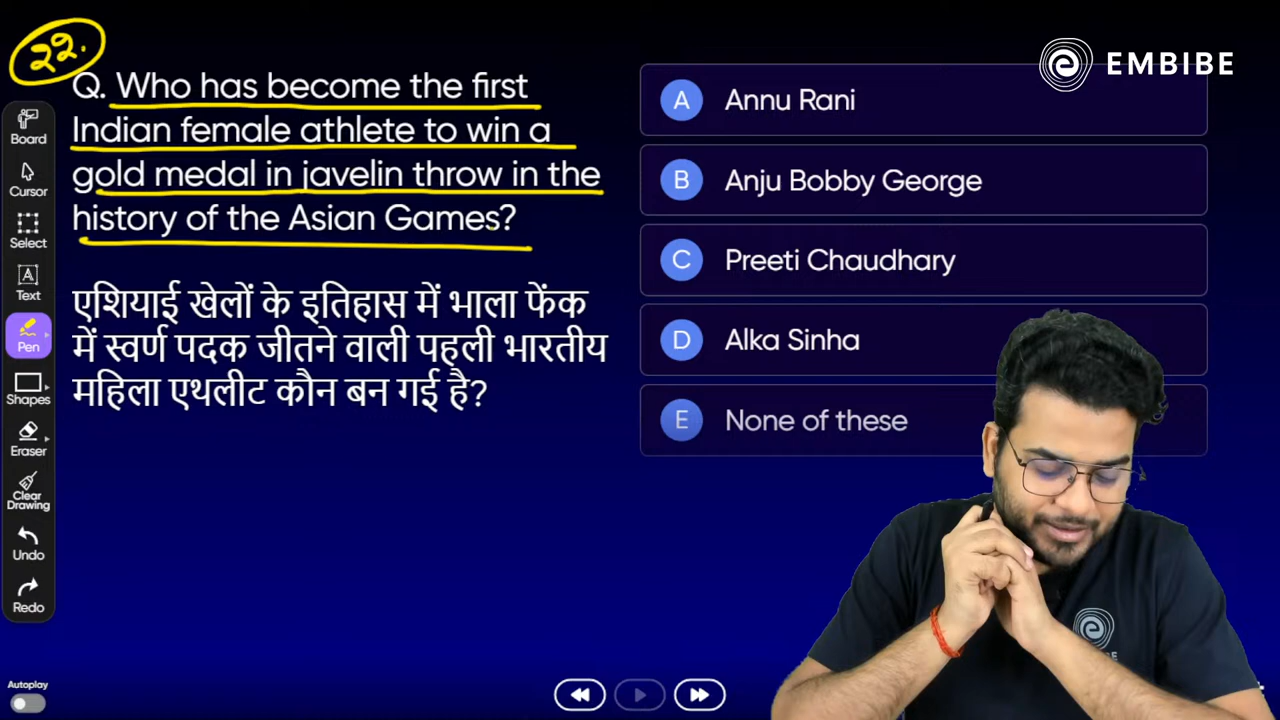 22.
EMBIBE
Q. Who has become the first
Indian female athlete to win a
gold medal in javelin throw in the
history of the Asian Games?
एशियाई खेलों के इतिहास में भाला फेंक
में स्वर्ण पदक जीतने वाली पहली भारतीय
महिला एथलीट कौन बन गई है?
A Annu Rani
B Anju Bobby George
C Preeti Chaudhary
D Alka Sinha
E None of these
Board
Cursor
Select
A
Text
Pen
Shapes
Eraser
Clear
Drawing
Undo
Redo
Autoplay